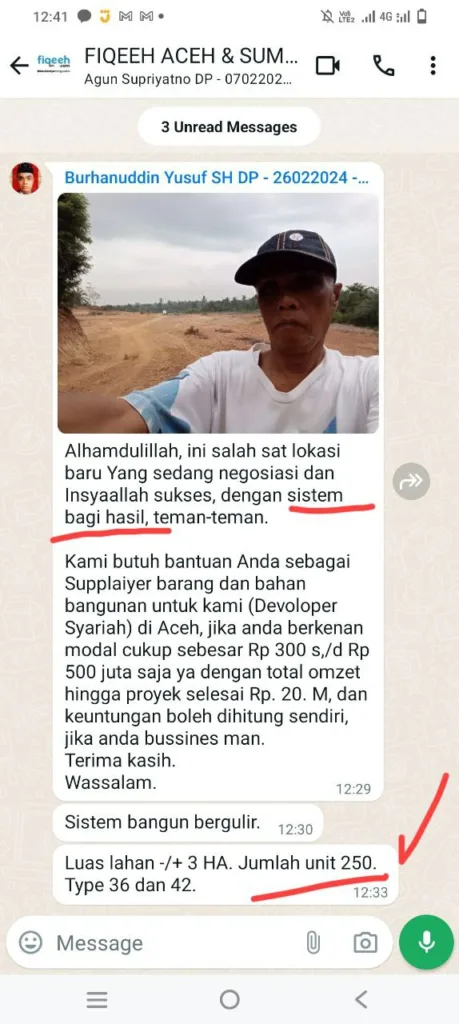 12:41
VoLTE2
4G
fiqeeh
FIQEEH ACEH & SUM...
Agun Supriyatno DP - 0702202...
3 Unread Messages
Burhanuddin Yusuf SH DP - 26022024 -...
Alhamdulillah, ini salah sat lokasi
baru Yang sedang negosiasi dan
Insyaallah sukses, dengan sistem
bagi hasil, teman-teman.
Kami butuh bantuan Anda sebagai
Supplaiyer barang dan bahan
bangunan untuk kami (Devoloper
Syariah) di Aceh, jika anda berkenan
modal cukup sebesar Rp 300 s,/d Rp
500 juta saja ya dengan total omzet
hingga proyek selesai Rp. 20. M, dan
keuntungan boleh dihitung sendiri,
jika anda bussines man.
Terima kasih.
Wassalam.
12:29
Sistem bangun bergulir.
12:30
Luas lahan -/+ 3 HA. Jumlah unit 250.
Type 36 dan 42.
12:33
Message